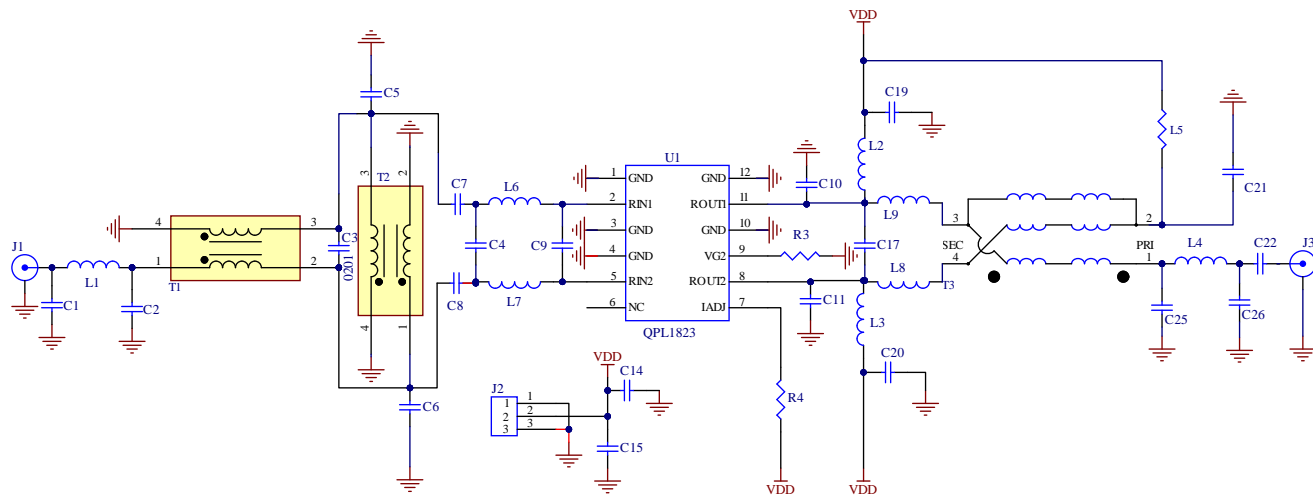 VDD
VDD
C19
C5
L5
L2
U1
3
T2
2
1
GND
GND
12
C7
L6
C10
C21
2
RIN1
ROUT1
11
L9
3
GND
GND
10
4
3
C3
0201
C4
C9
R3
C17
3
2
J1
4
GND
VG2
9
SEC
PRI
L4
C22
J3
1
2
L8
4
1
L1
T1
C8
L7
5
RIN2
ROUT2
8
T3
C1
C2
6
NC
IADJ
7
C11
L3
C25
C26
4
1
QPL1823
VDD
C14
C20
J2
1
1
2
2
3
3
R4
C6
C15
VDD
VDD